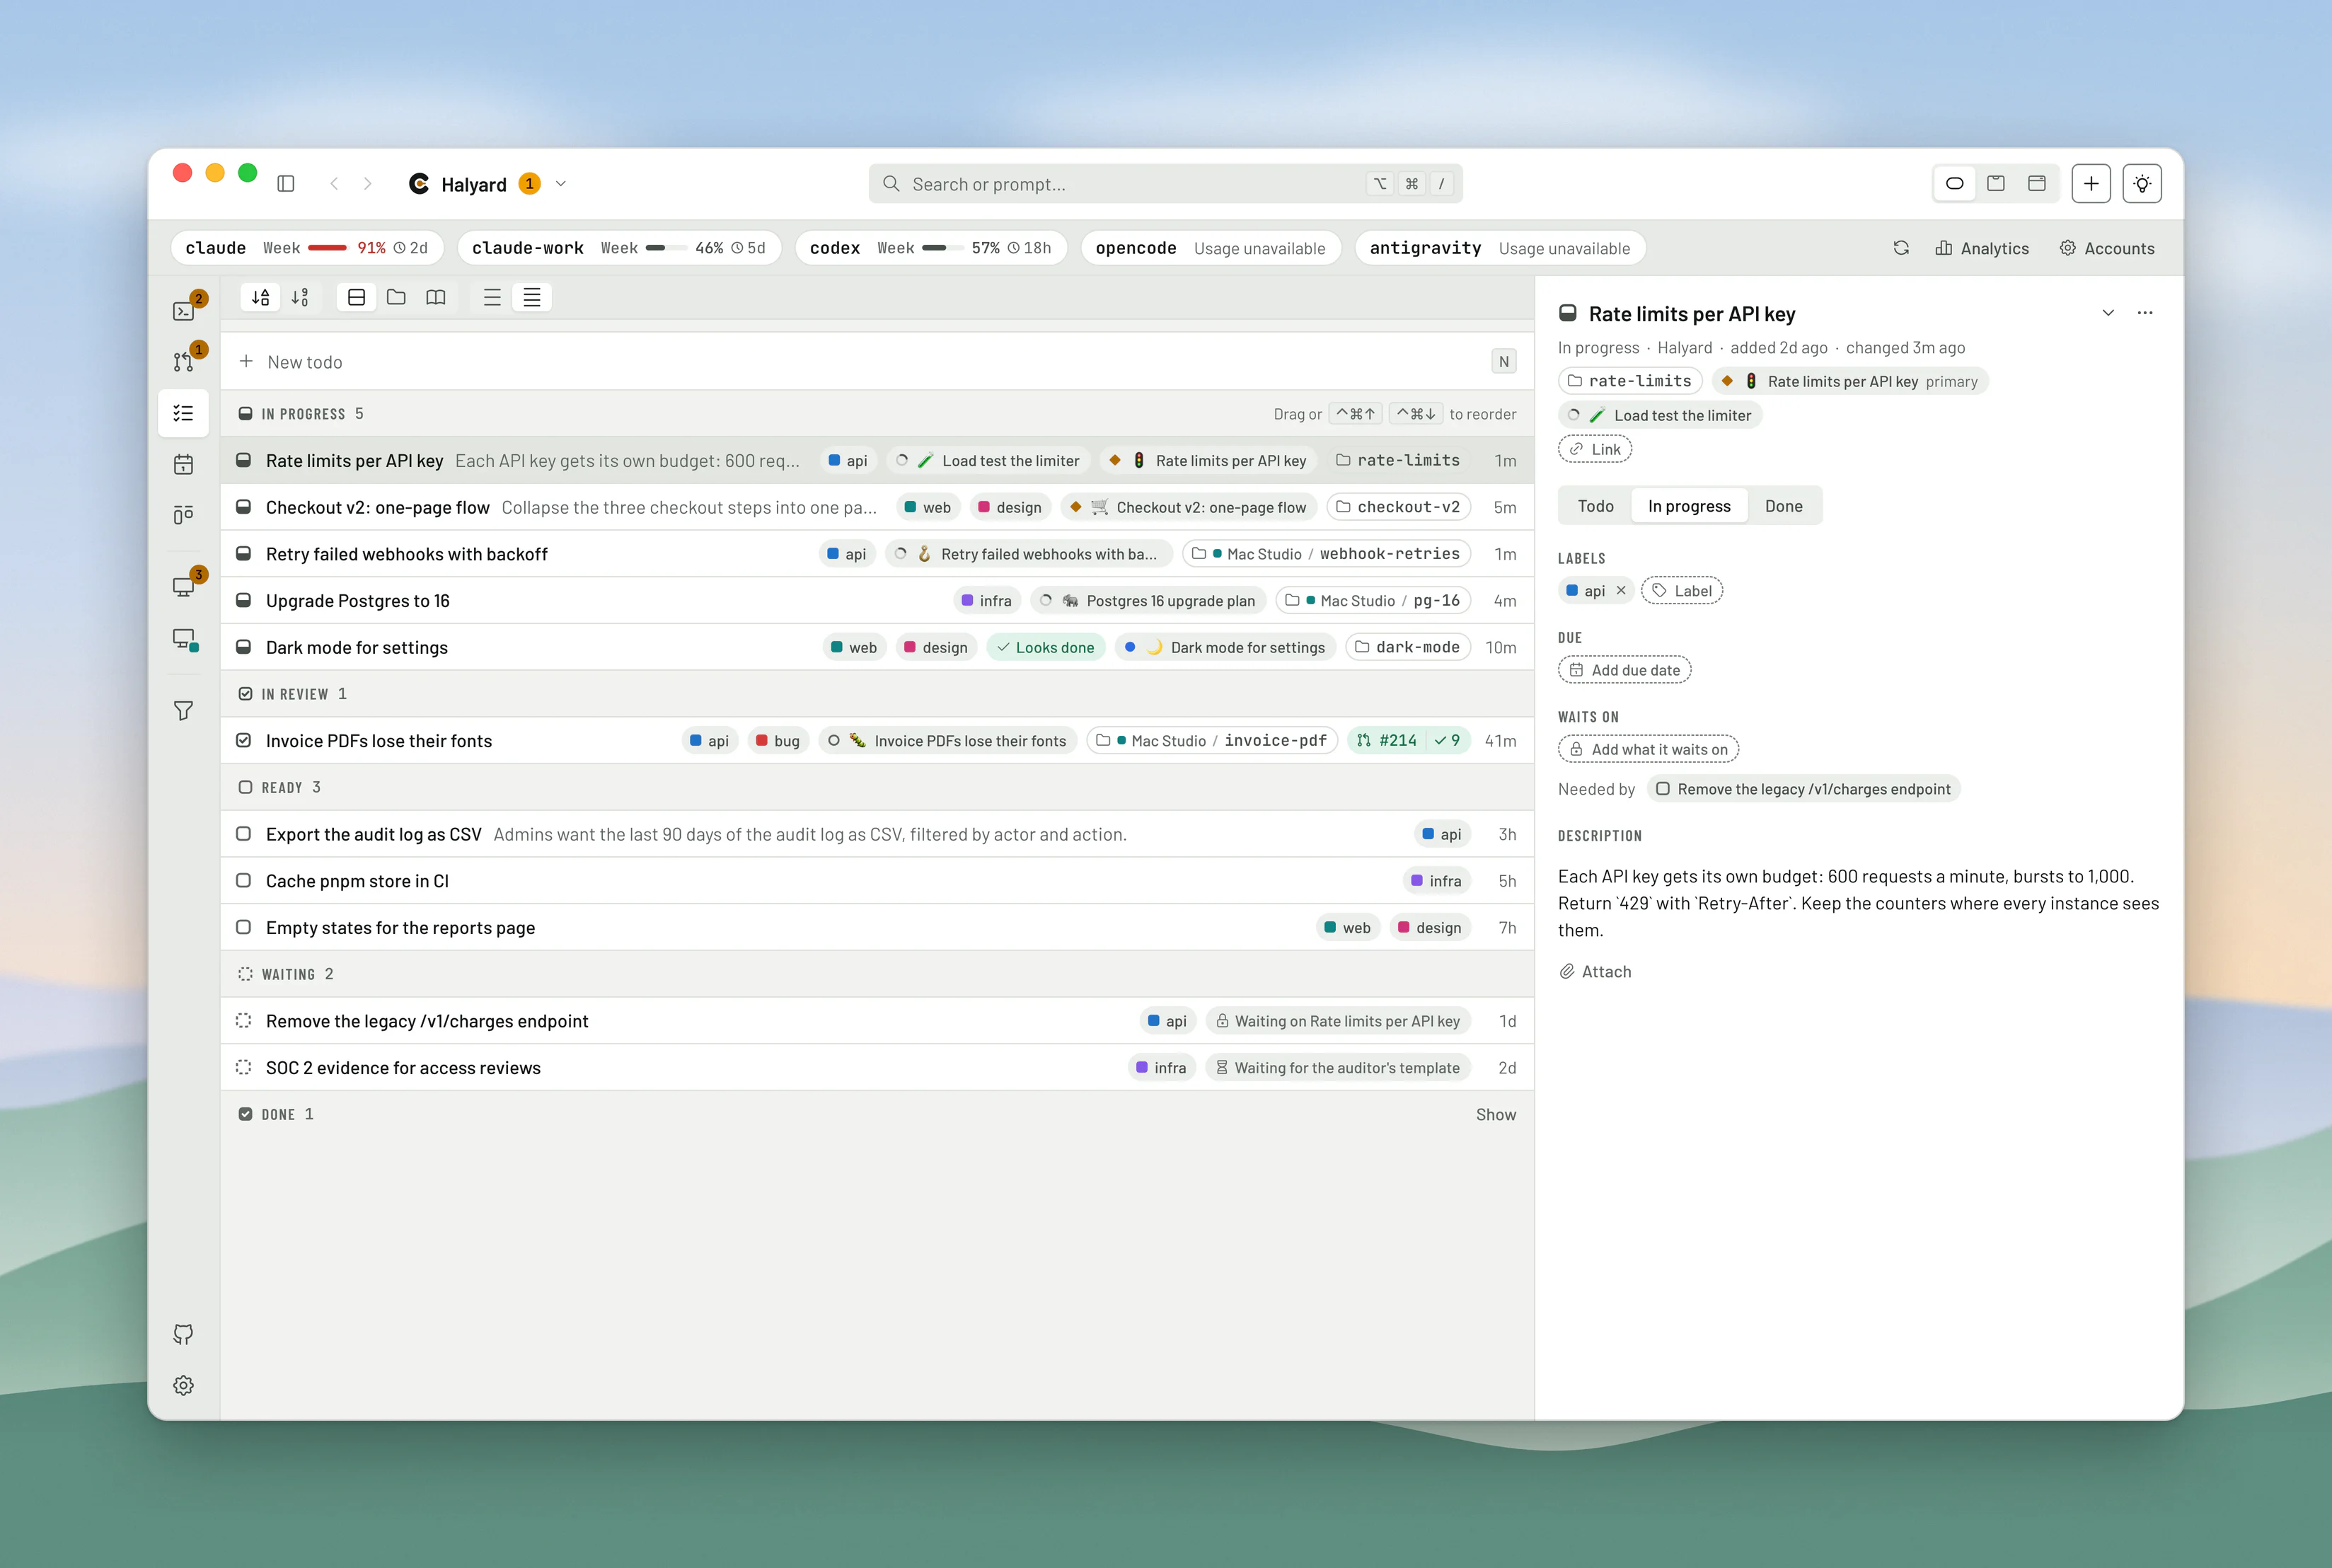 Halyard 1
Search or prompt... ⌥ ⌘ /
claude Week 91% 2d
claude-work Week 46% 5d
codex Week 57% 18h
opencode Usage unavailable
antigravity Usage unavailable
Analytics
Accounts
2
1
3
New todo N
IN PROGRESS 5 Drag or ^⌘↑ ^⌘↓ to reorder
Rate limits per API key Each API key gets its own budget: 600 req... api Load test the limiter Rate limits per API key rate-limits 1m
Checkout v2: one-page flow Collapse the three checkout steps into one pa... web design Checkout v2: one-page flow checkout-v2 5m
Retry failed webhooks with backoff api Retry failed webhooks with ba... Mac Studio / webhook-retries 1m
Upgrade Postgres to 16 infra Postgres 16 upgrade plan Mac Studio / pg-16 4m
Dark mode for settings web design Looks done Dark mode for settings dark-mode 10m
IN REVIEW 1
Invoice PDFs lose their fonts api bug Invoice PDFs lose their fonts Mac Studio / invoice-pdf #214 9 41m
READY 3
Export the audit log as CSV Admins want the last 90 days of the audit log as CSV, filtered by actor and action. api 3h
Cache pnpm store in CI infra 5h
Empty states for the reports page web design 7h
WAITING 2
Remove the legacy /v1/charges endpoint api Waiting on Rate limits per API key 1d
SOC 2 evidence for access reviews infra Waiting for the auditor's template 2d
DONE 1 Show
Rate limits per API key
In progress · Halyard · added 2d ago · changed 3m ago
rate-limits Rate limits per API key primary
Load test the limiter
Link
Todo In progress Done
LABELS
api × Label
DUE
Add due date
WAITS ON
Add what it waits on
Needed by Remove the legacy /v1/charges endpoint
DESCRIPTION
Each API key gets its own budget: 600 requests a minute, bursts to 1,000.
Return `429` with `Retry-After`. Keep the counters where every instance sees
them.
Attach